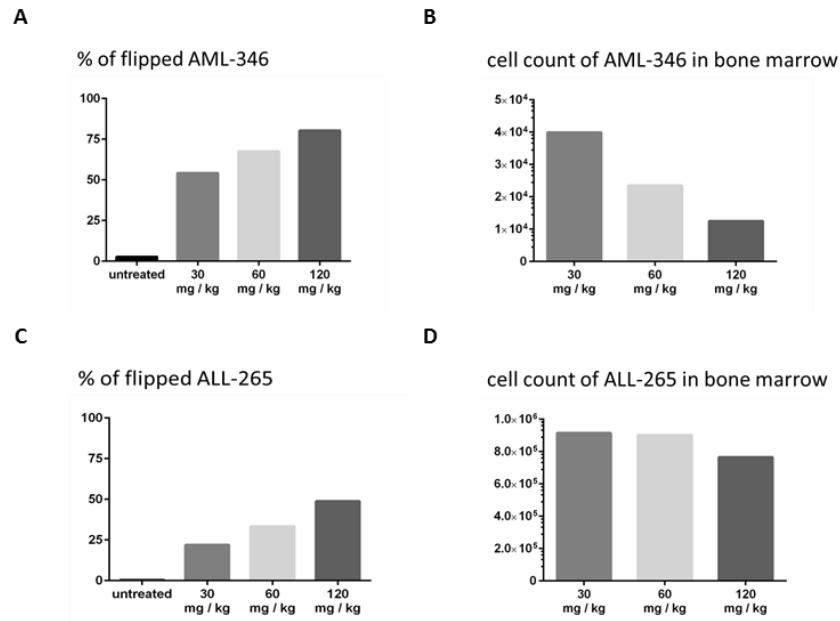 A
% of flipped AML-346
100
75
50
25
0
untreated
30
mg / kg
60
mg / kg
120
mg / kg
B
cell count of AML-346 in bone marrow
5×10⁴
4×10⁴
3×10⁴
2×10⁴
1×10⁴
0
30
mg / kg
60
mg / kg
120
mg / kg
C
% of flipped ALL-265
100
75
50
25
0
untreated
30
mg / kg
60
mg / kg
120
mg / kg
D
cell count of ALL-265 in bone marrow
1.0×10⁶
8.0×10⁵
6.0×10⁵
4.0×10⁵
2.0×10⁵
0
30
mg / kg
60
mg / kg
120
mg / kg